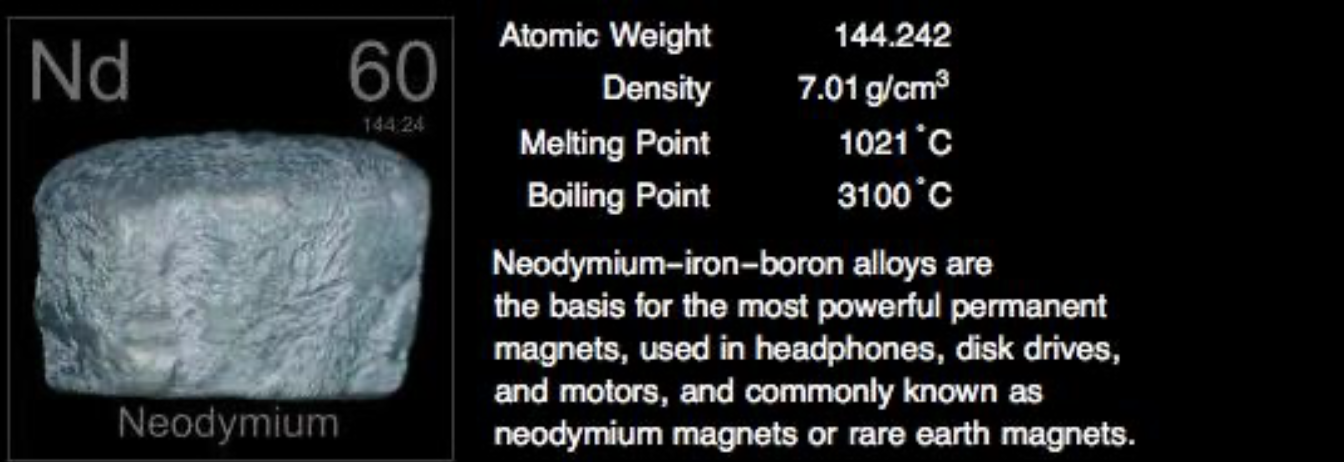 Nd 60
144.24
Neodymium
Atomic Weight 144.242
Density 7.01 g/cm³
Melting Point 1021 °C
Boiling Point 3100 °C
Neodymium–iron–boron alloys are
the basis for the most powerful permanent
magnets, used in headphones, disk drives,
and motors, and commonly known as
neodymium magnets or rare earth magnets.